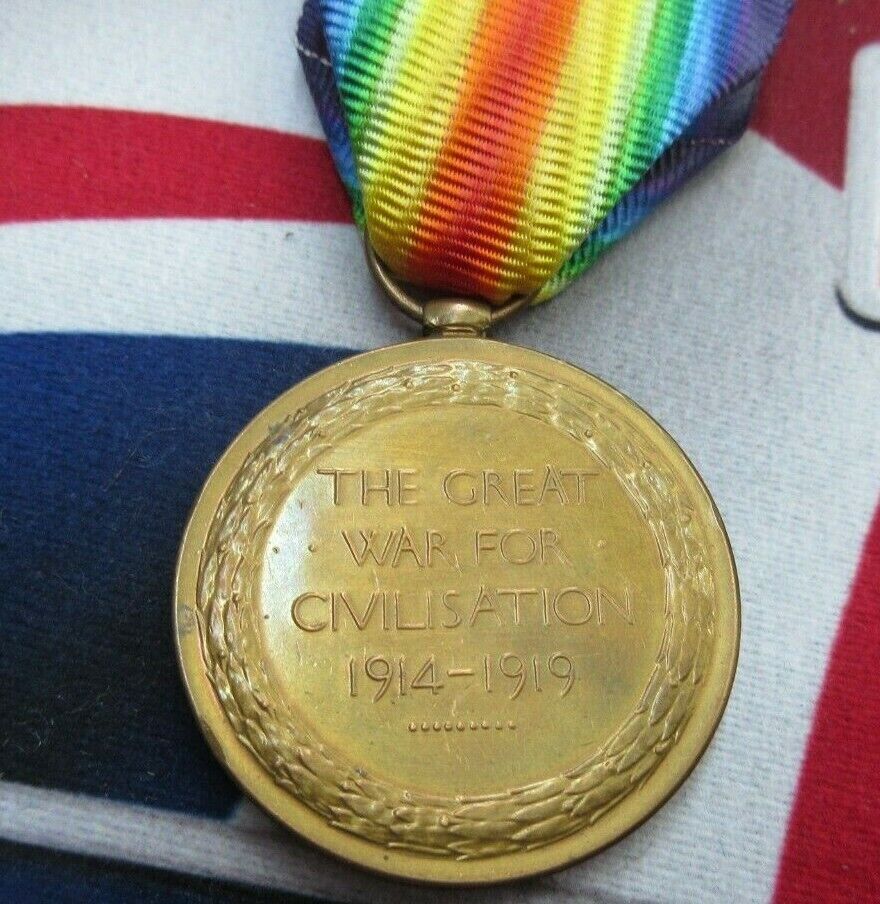 THE GREAT
WAR FOR
CIVILISATION
1914-1919